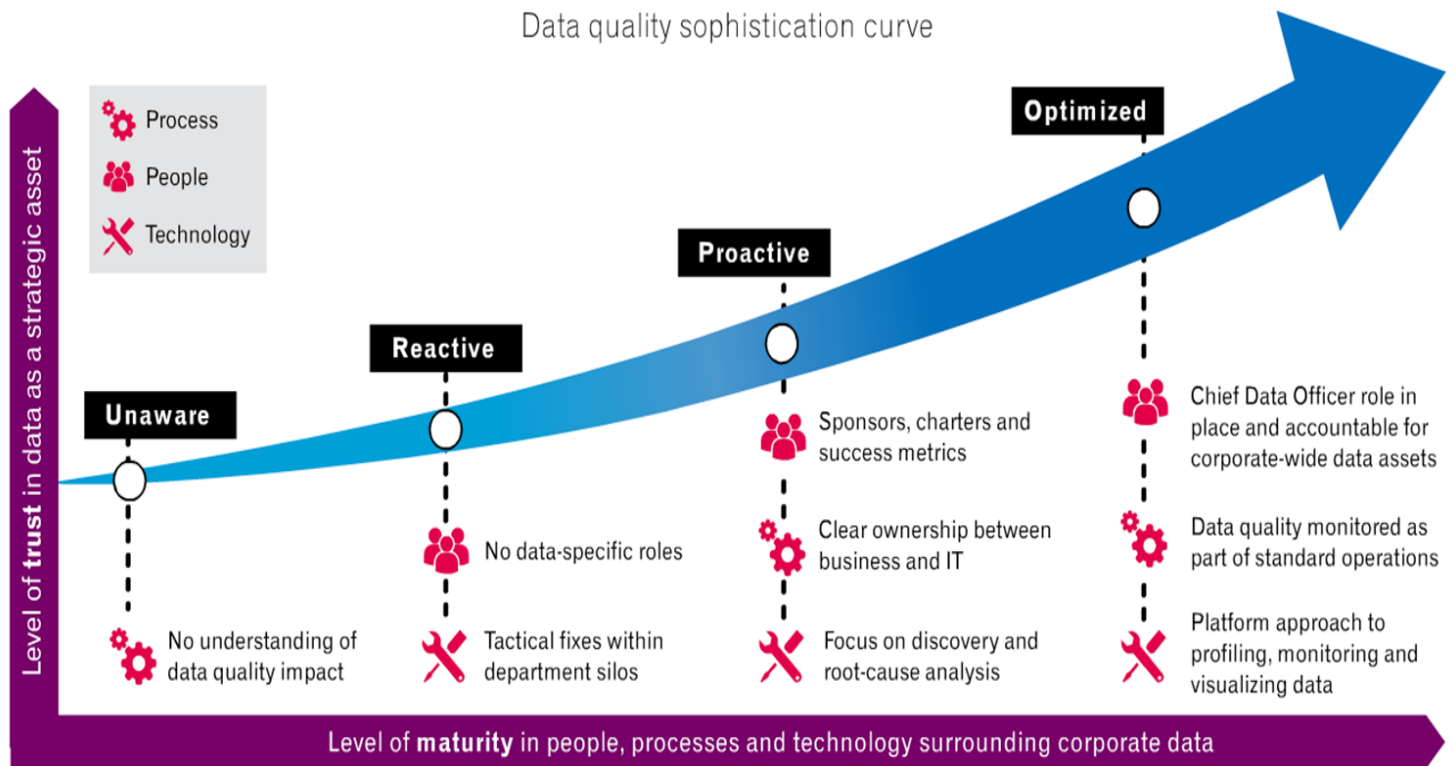 Data quality sophistication curve
Process
People
Technology
Level of trust in data as a strategic asset
Unaware
No understanding of
data quality impact
Reactive
No data-specific roles
Tactical fixes within
department silos
Proactive
Sponsors, charters and
success metrics
Clear ownership between
business and IT
Focus on discovery and
root-cause analysis
Optimized
Chief Data Officer role in
place and accountable for
corporate-wide data assets
Data quality monitored as
part of standard operations
Platform approach to
profiling, monitoring and
visualizing data
Level of maturity in people, processes and technology surrounding corporate data